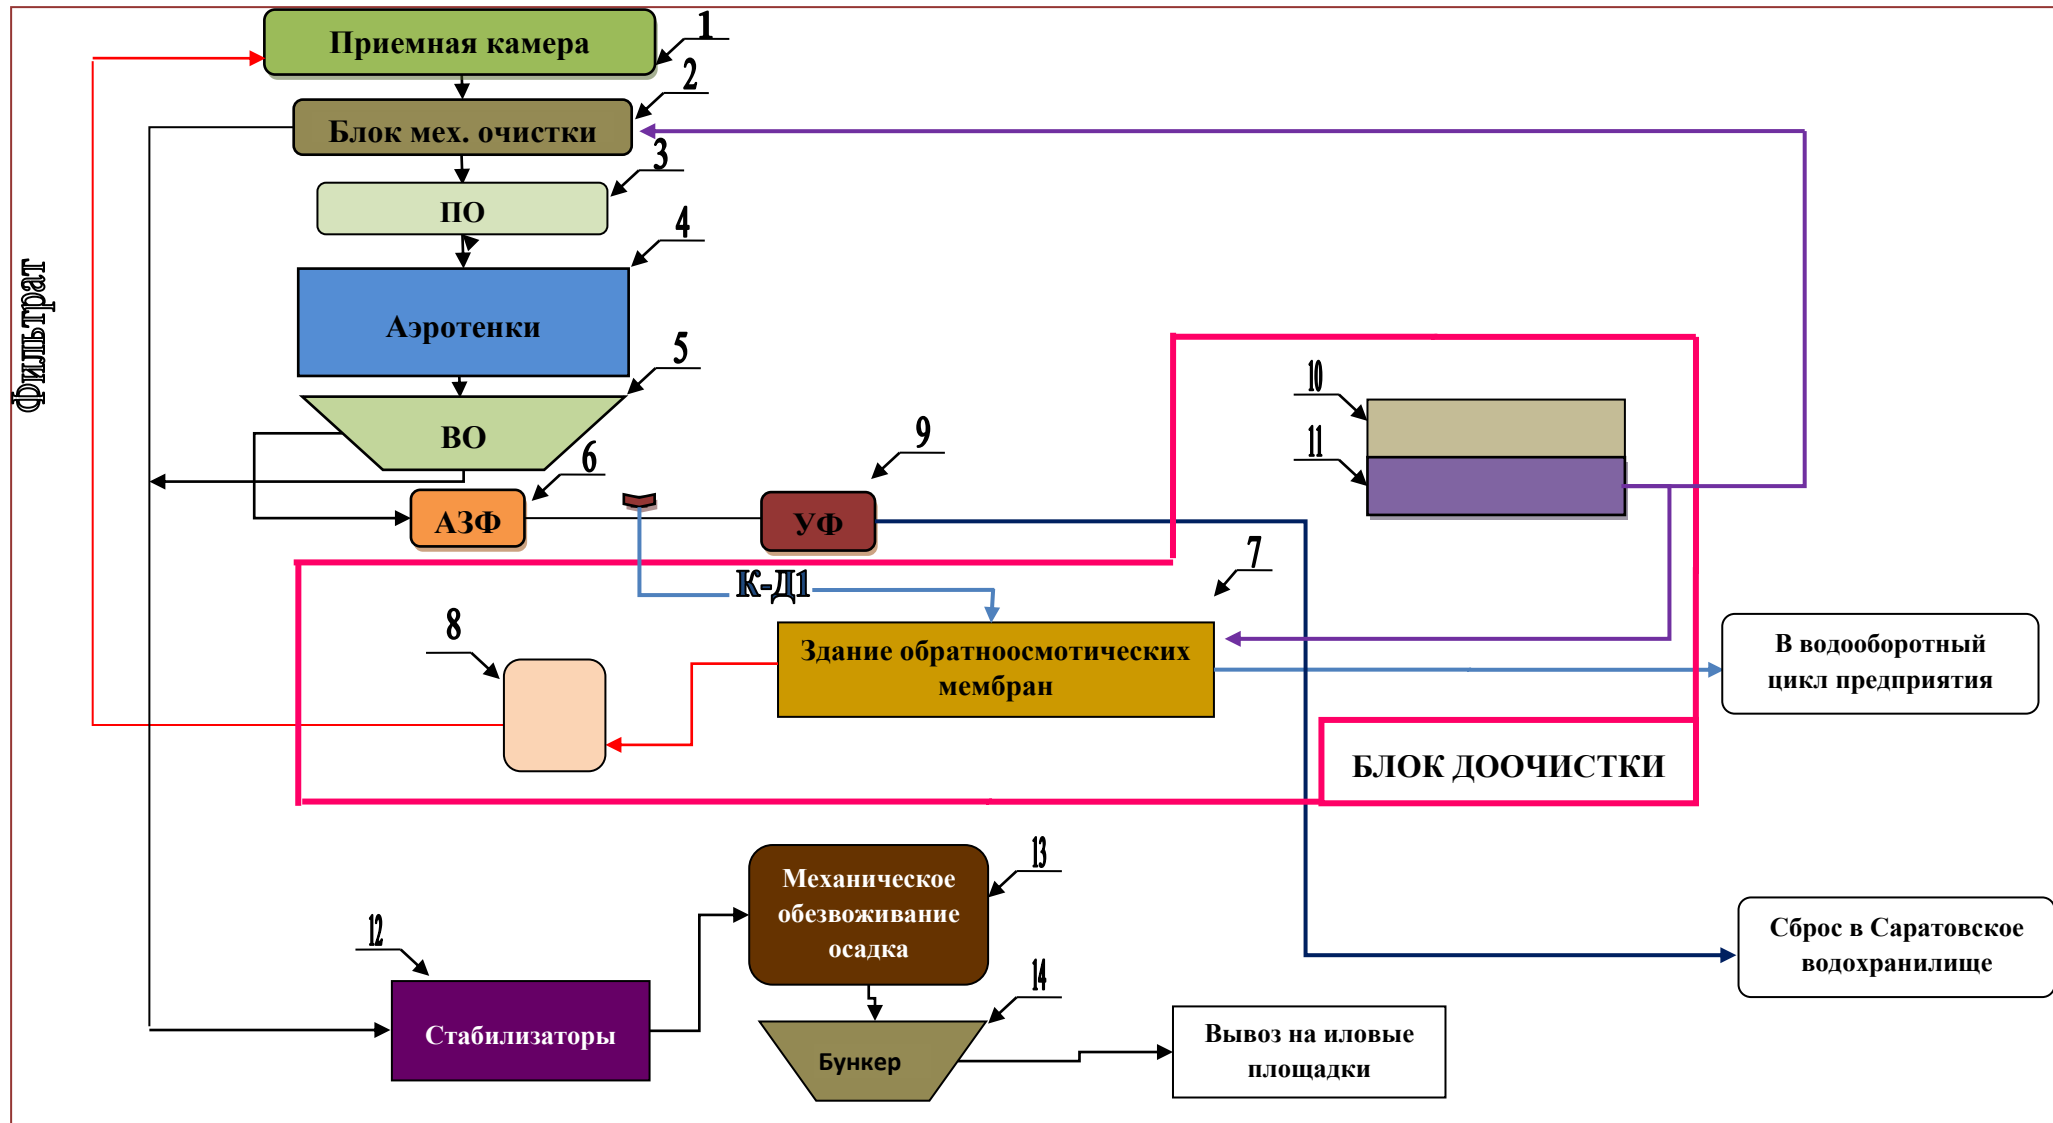 Приемная камера
1
2
Блок мех. очистки
3
ПО
4
Аэротенки
5
ВО
6
АЗФ
9
УФ
Фильтрат
10
11
7
К-Д1
8
Здание обратноосмотических
мембран
В водооборотный
цикл предприятия
БЛОК ДООЧИСТКИ
13
Механическое
обезвоживание
осадка
12
Стабилизаторы
14
Бункер
Вывоз на иловые
площадки
Сброс в Саратовское
водохранилище